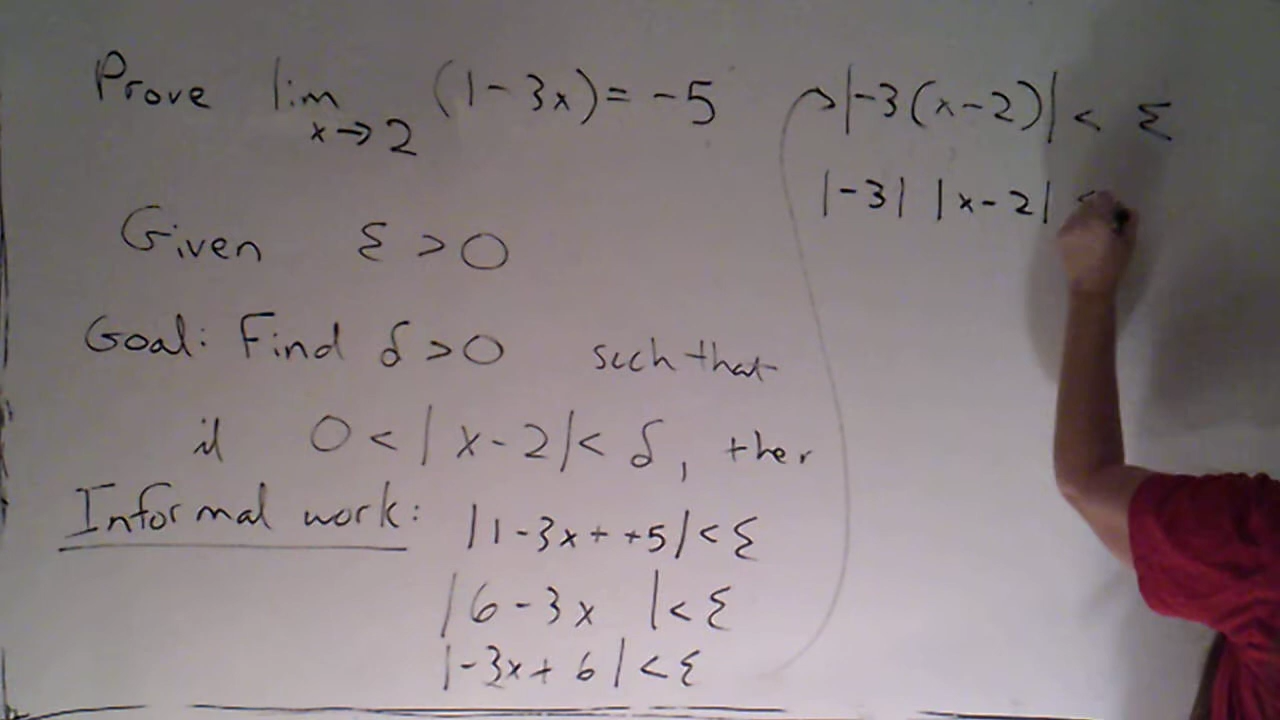 Prove lim x→2 (1-3x) = -5
Given ε > 0
Goal: Find δ > 0 such that
if 0 < |x-2| < δ, then
Informal work: |1-3x+ +5| < ε
|6-3x | < ε
|-3x+6| < ε
|-3(x-2)| < ε
|-3| |x-2| <